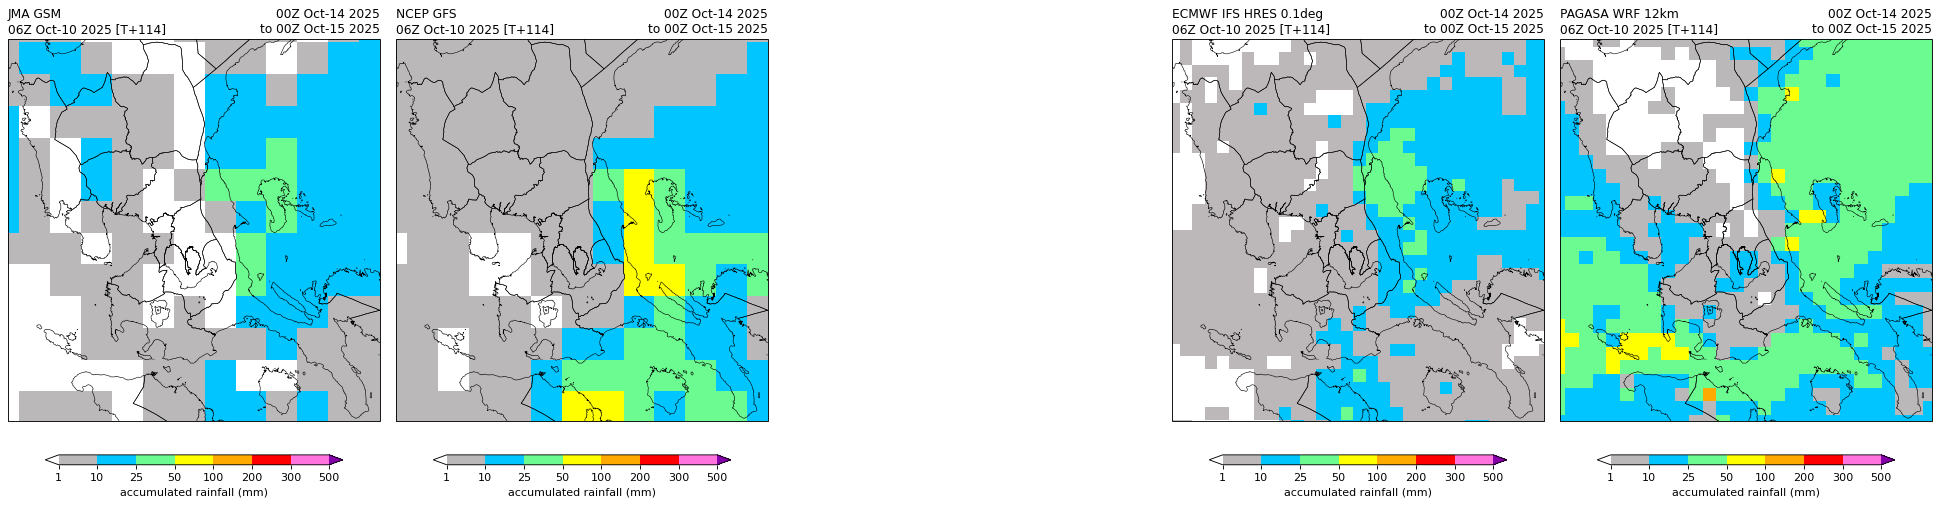 JMA GSM 00Z Oct-14 2025
06Z Oct-10 2025 [T+114] to 00Z Oct-15 2025
NCEP GFS 00Z Oct-14 2025
06Z Oct-10 2025 [T+114] to 00Z Oct-15 2025
ECMWF IFS HRES 0.1deg 00Z Oct-14 2025
06Z Oct-10 2025 [T+114] to 00Z Oct-15 2025
PAGASA WRF 12km 00Z Oct-14 2025
06Z Oct-10 2025 [T+114] to 00Z Oct-15 2025
1 10 25 50 100 200 300 500
accumulated rainfall (mm)
1 10 25 50 100 200 300 500
accumulated rainfall (mm)
1 10 25 50 100 200 300 500
accumulated rainfall (mm)
1 10 25 50 100 200 300 500
accumulated rainfall (mm)